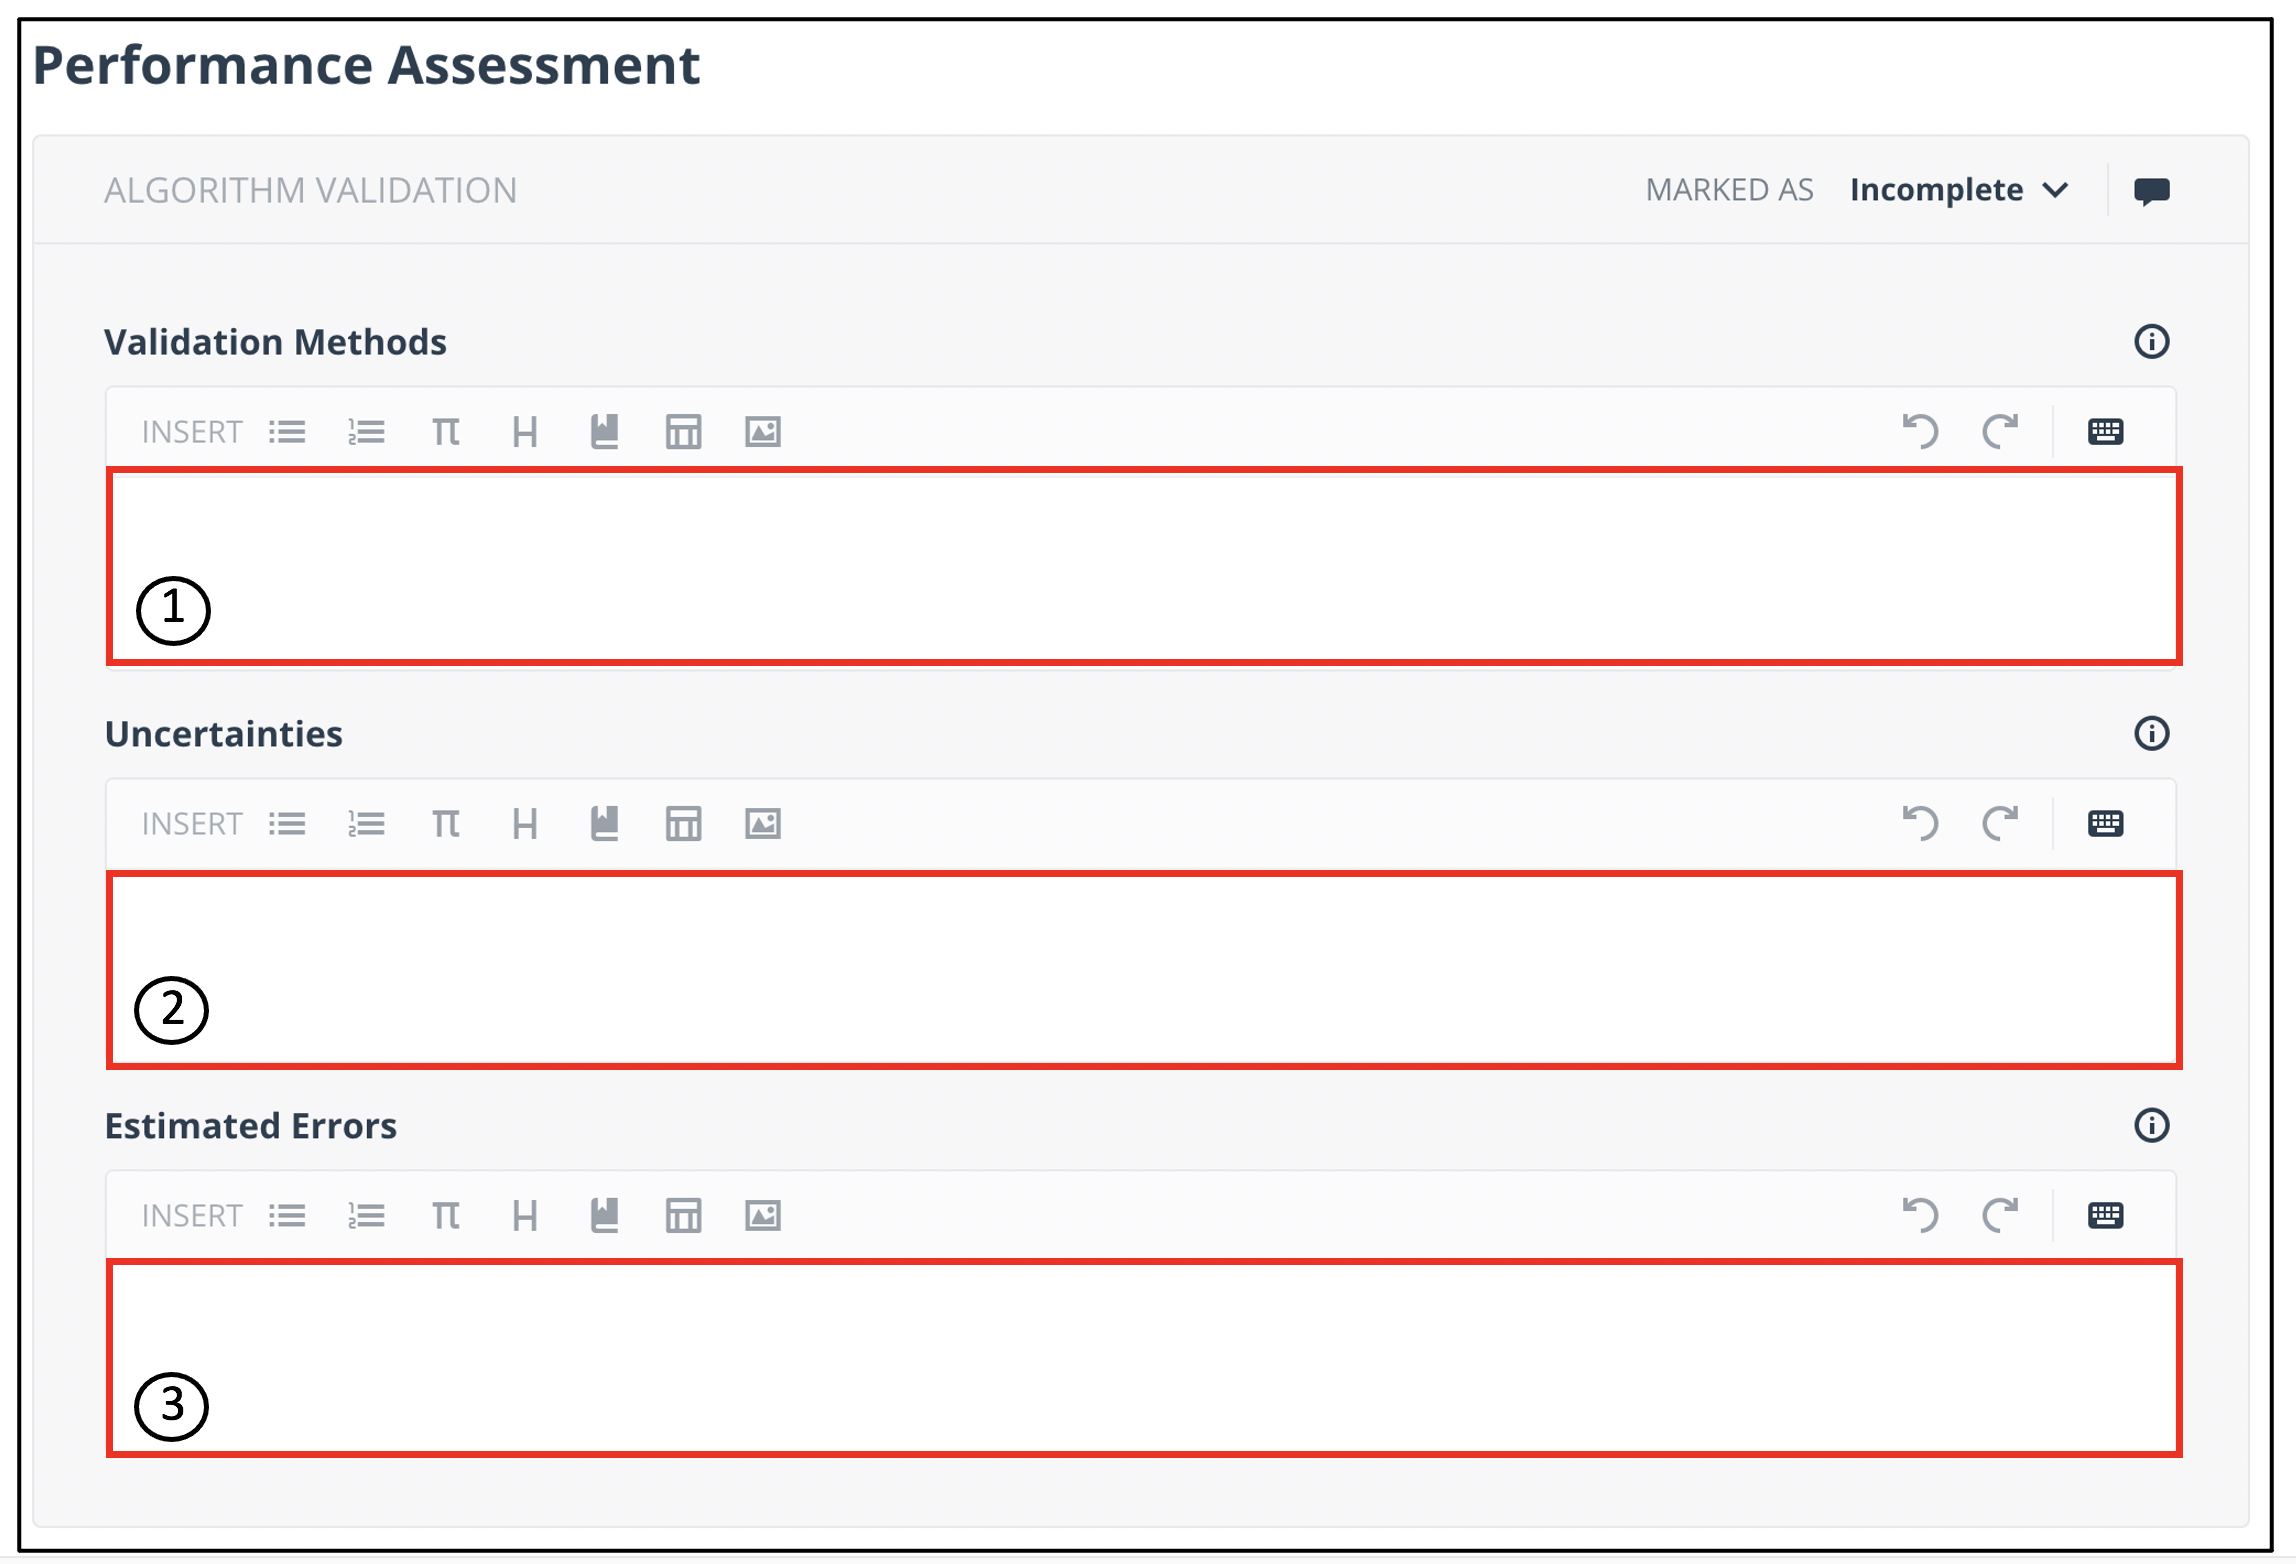 Performance Assessment
ALGORITHM VALIDATION MARKED AS Incomplete
Validation Methods
INSERT
1
Uncertainties
INSERT
2
Estimated Errors
INSERT
3